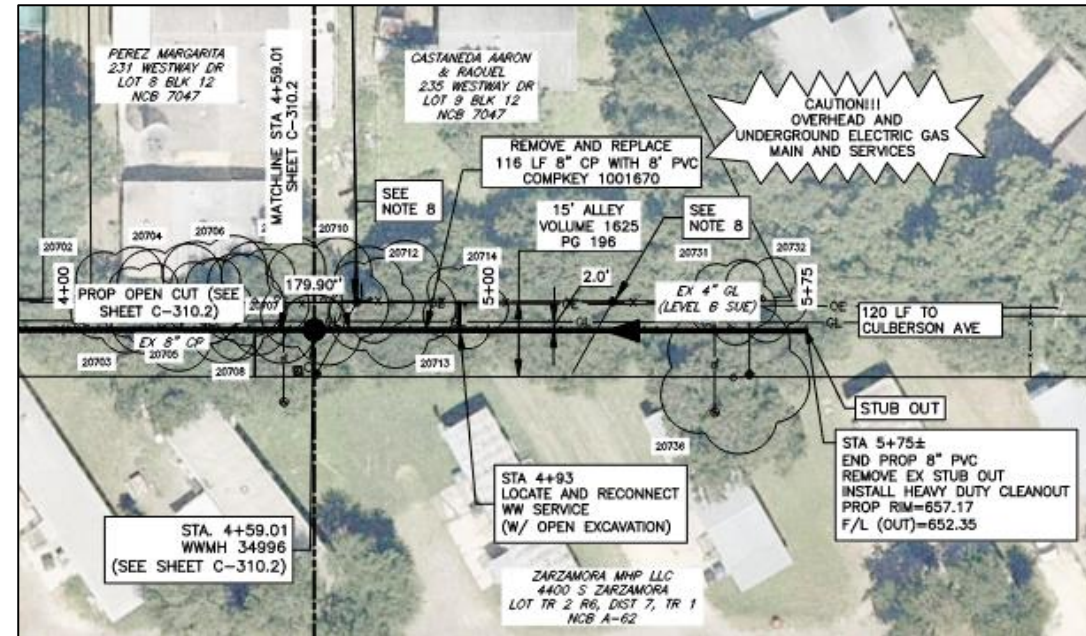 PEREZ MARGARITA
231 WESTWAY DR
LOT 8 BLK 12
NCB 7047
MATCHLINE STA 4+59.01
SHEET C-310.2
CASTANEDA AARON
& RAQUEL
235 WESTWAY DR
LOT 9 BLK 12
NCB 7047
CAUTION!!!
OVERHEAD AND
UNDERGROUND ELECTRIC GAS
MAIN AND SERVICES
REMOVE AND REPLACE
116 LF 8" CP WITH 8' PVC
COMPKEY 1001670
SEE
NOTE 8
15' ALLEY
VOLUME 1625
PG 196
SEE
NOTE 8
20702
20704
20706
20710
20712
20714
20731
20732
4+00
179.90'
5+00
2.0'
5+75
PROP OPEN CUT (SEE
SHEET C-310.2)
20707
EX 4" GL
(LEVEL B SUE)
OE
OE
OE
GL
GL
120 LF TO
CULBERSON AVE
EX 8" CP
20703
20705
20708
20713
20736
STUB OUT
STA 5+75±
END PROP 8" PVC
REMOVE EX STUB OUT
INSTALL HEAVY DUTY CLEANOUT
PROP RIM=657.17
F/L (OUT)=652.35
STA 4+93
LOCATE AND RECONNECT
WW SERVICE
(W/ OPEN EXCAVATION)
STA. 4+59.01
WWMH 34996
(SEE SHEET C-310.2)
ZARZAMORA MHP LLC
4400 S ZARZAMORA
LOT TR 2 R6, DIST 7, TR 1
NCB A-62